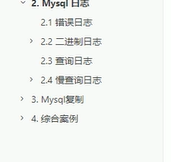 2. Mysql 日志
2.1 错误日志
2.2 二进制日志
2.3 查询日志
2.4 慢查询日志
3. Mysql复制
4. 综合案例